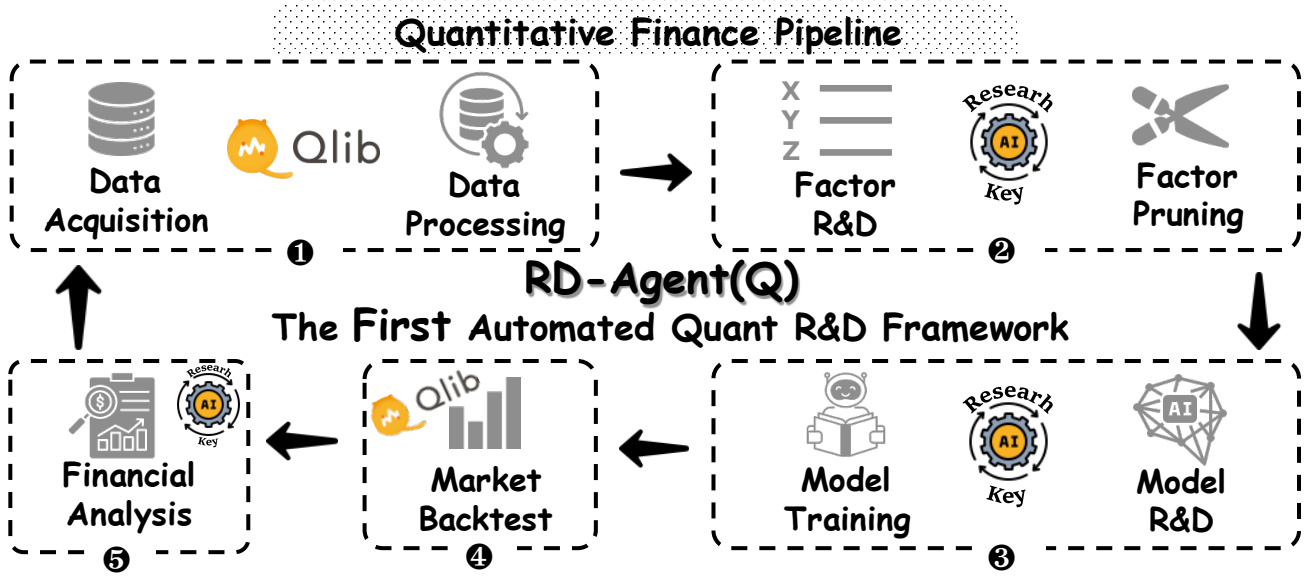 Quantitative Finance Pipeline
Data
Acquisition
Qlib
Data
Processing
❶
X
Y
Z
Factor
R&D
Researh
AI
Key
Factor
Pruning
❷
RD-Agent(Q)
The First Automated Quant R&D Framework
$
Researh
AI
Key
Financial
Analysis
❺
Qlib
Market
Backtest
❹
Model
Training
Researh
AI
Key
AI
Model
R&D
❸